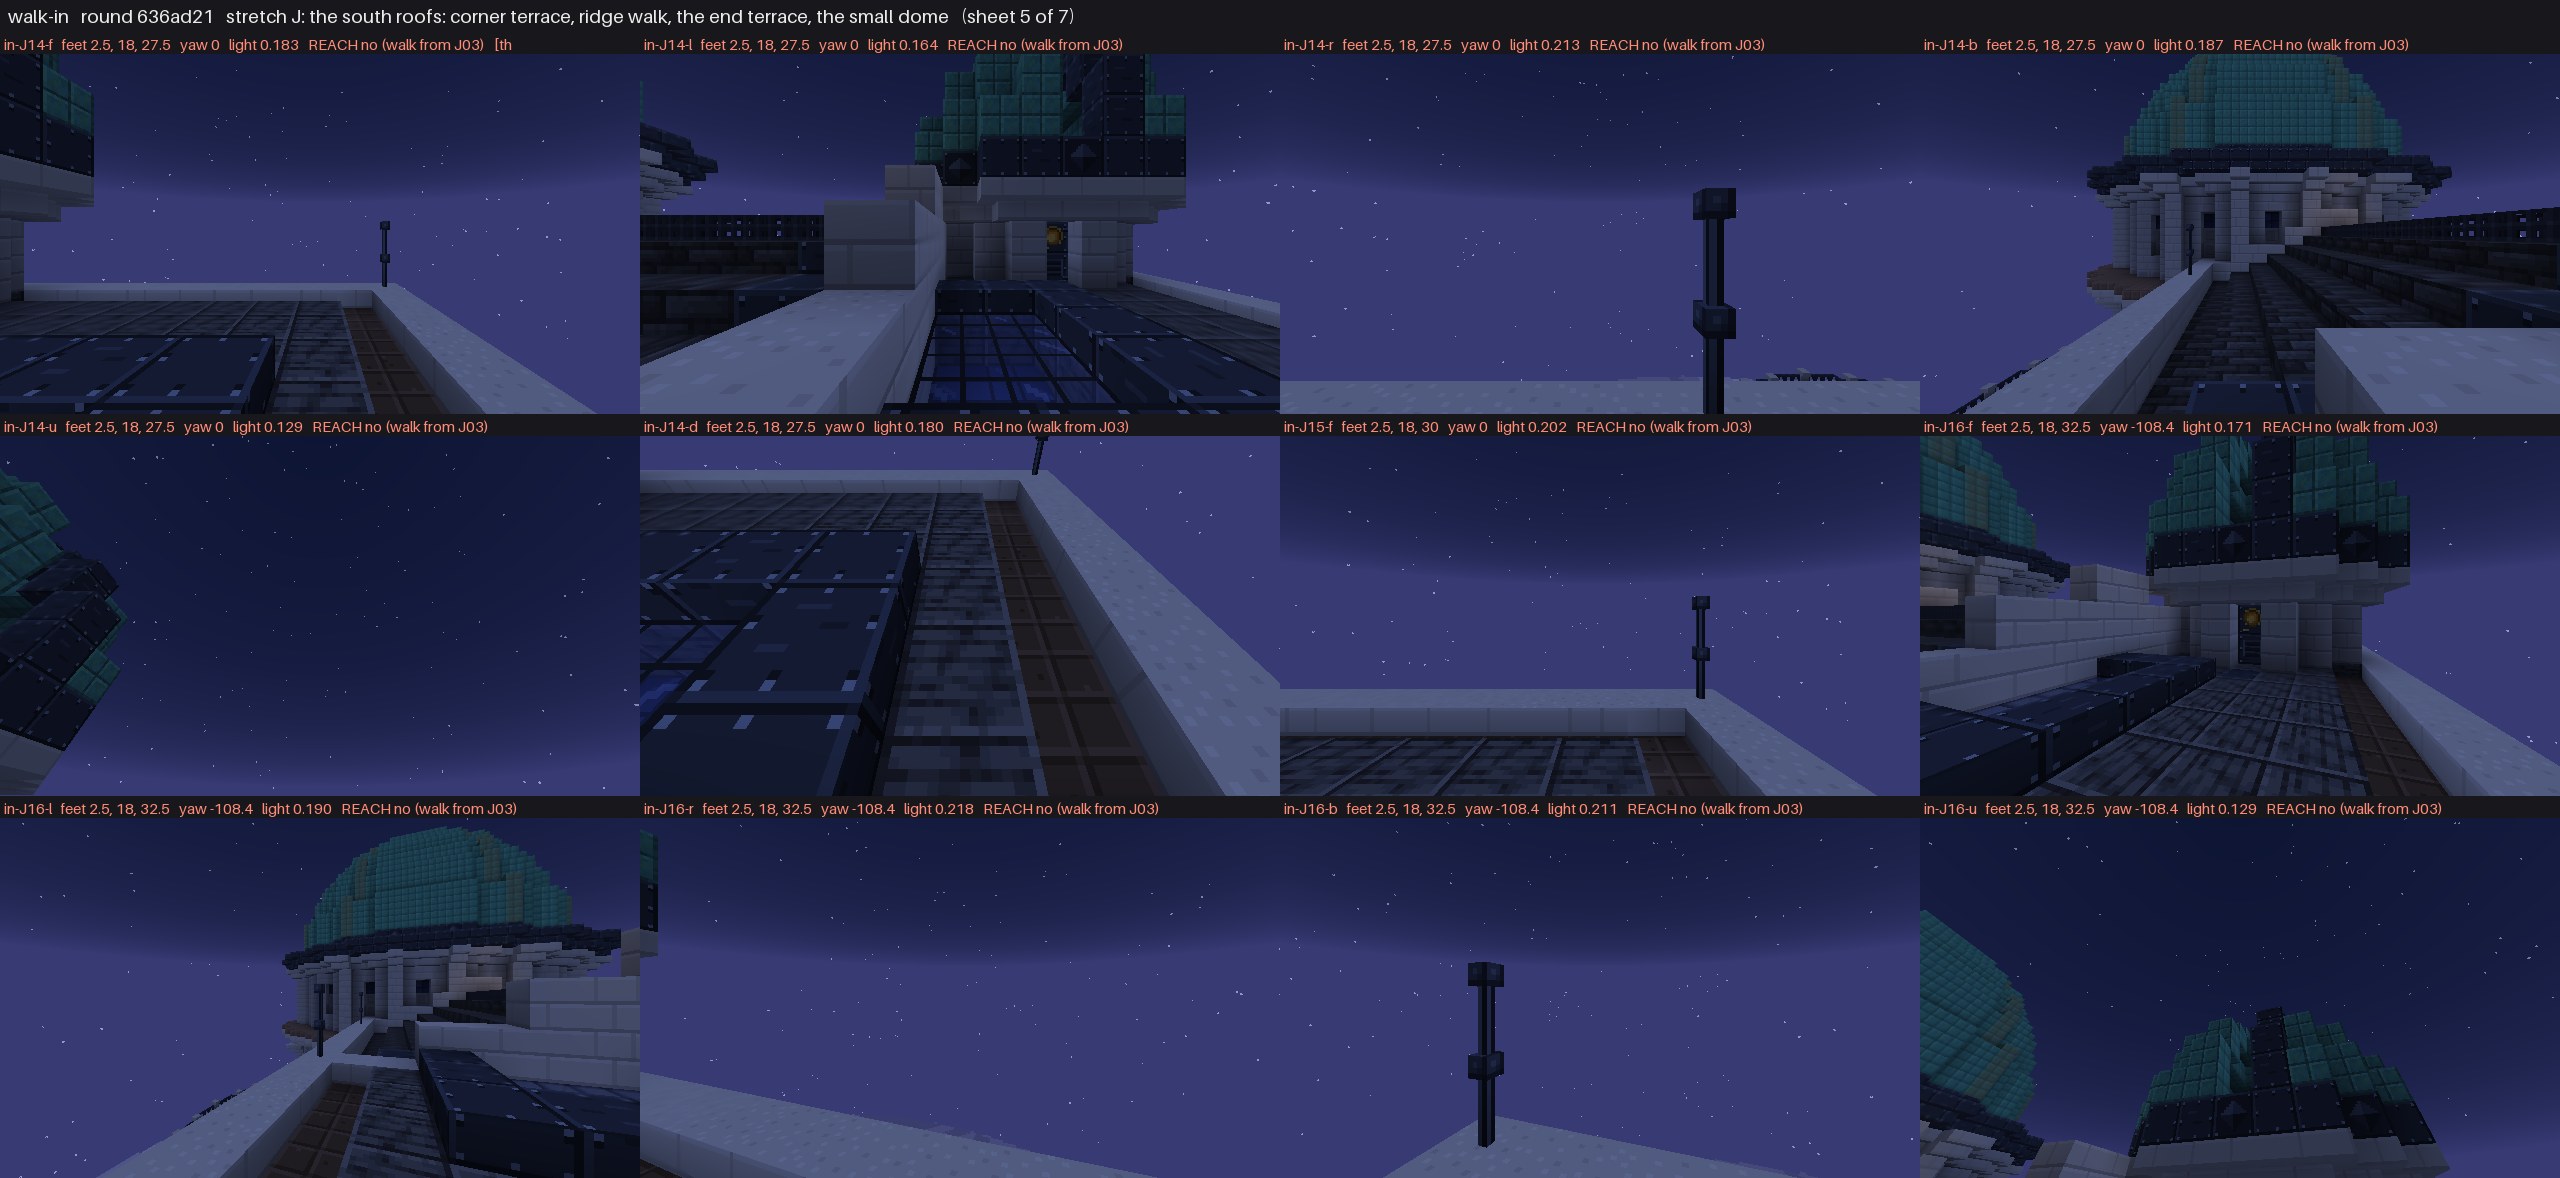 walk-in round 636ad21 stretch J: the south roofs: corner terrace, ridge walk, the end terrace, the small dome (sheet 5 of 7)
in-J14-f feet 2.5, 18, 27.5 yaw 0 light 0.183 REACH no (walk from J03) [th
in-J14-l feet 2.5, 18, 27.5 yaw 0 light 0.164 REACH no (walk from J03)
in-J14-r feet 2.5, 18, 27.5 yaw 0 light 0.213 REACH no (walk from J03)
in-J14-b feet 2.5, 18, 27.5 yaw 0 light 0.187 REACH no (walk from J03)
in-J14-u feet 2.5, 18, 27.5 yaw 0 light 0.129 REACH no (walk from J03)
in-J14-d feet 2.5, 18, 27.5 yaw 0 light 0.180 REACH no (walk from J03)
in-J15-f feet 2.5, 18, 30 yaw 0 light 0.202 REACH no (walk from J03)
in-J16-f feet 2.5, 18, 32.5 yaw -108.4 light 0.171 REACH no (walk from J03)
in-J16-l feet 2.5, 18, 32.5 yaw -108.4 light 0.190 REACH no (walk from J03)
in-J16-r feet 2.5, 18, 32.5 yaw -108.4 light 0.218 REACH no (walk from J03)
in-J16-b feet 2.5, 18, 32.5 yaw -108.4 light 0.211 REACH no (walk from J03)
in-J16-u feet 2.5, 18, 32.5 yaw -108.4 light 0.129 REACH no (walk from J03)